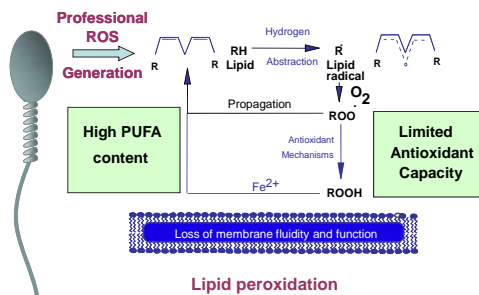 Professional
ROS
Generation
R
R
RH
Lipid
Hydrogen
Abstraction
R·
Lipid
radical
R
R
O2
·
ROO
Propagation
High PUFA
content
Antioxidant
Mechanisms
Limited
Antioxidant
Capacity
Fe2+
ROOH
Loss of membrane fluidity and function
Lipid peroxidation